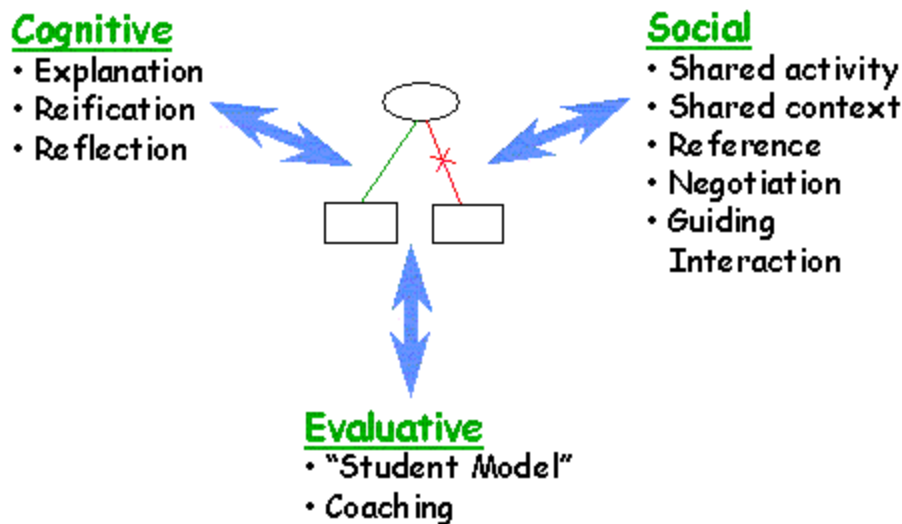 Cognitive
• Explanation
• Reification
• Reflection
Social
• Shared activity
• Shared context
• Reference
• Negotiation
• Guiding
Interaction
Evaluative
• “Student Model”
• Coaching